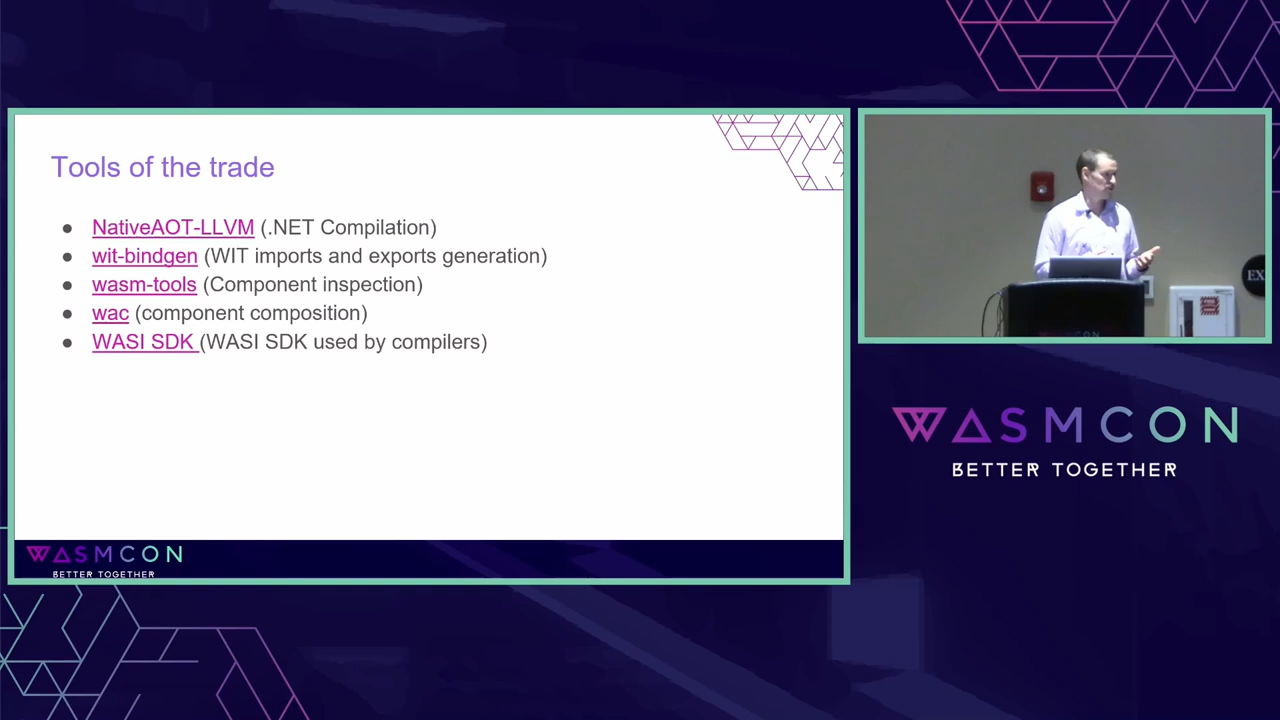 Tools of the trade
● NativeAOT-LLVM (.NET Compilation)
● wit-bindgen (WIT imports and exports generation)
● wasm-tools (Component inspection)
● wac (component composition)
● WASI SDK (WASI SDK used by compilers)
WASMCON
BETTER TOGETHER
EX
WASMCON
BETTER TOGETHER